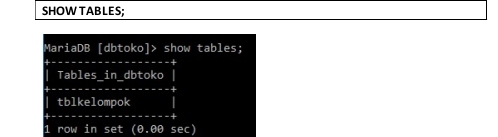 SHOW TABLES;
MariaDB [dbtoko]> show tables;
+------------------+
| Tables_in_dbtoko |
+------------------+
| tblkelompok      |
+------------------+
1 row in set (0.00 sec)